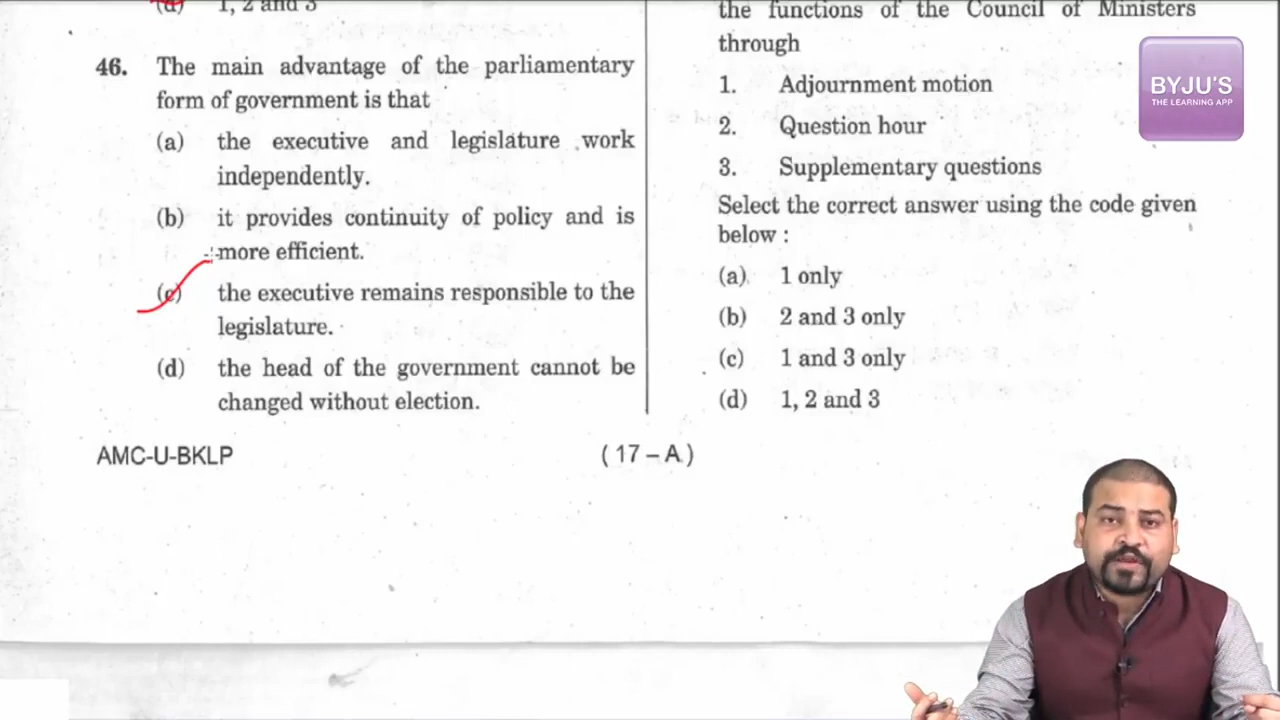 (d) 1, 2 and 3
46. The main advantage of the parliamentary
form of government is that
(a) the executive and legislature work
independently.
(b) it provides continuity of policy and is
more efficient.
(c) the executive remains responsible to the
legislature.
(d) the head of the government cannot be
changed without election.
the functions of the Council of Ministers
through
1. Adjournment motion
2. Question hour
3. Supplementary questions
Select the correct answer using the code given
below :
(a) 1 only
(b) 2 and 3 only
(c) 1 and 3 only
(d) 1, 2 and 3
AMC-U-BKLP
( 17 – A )
BYJU'S
THE LEARNING APP